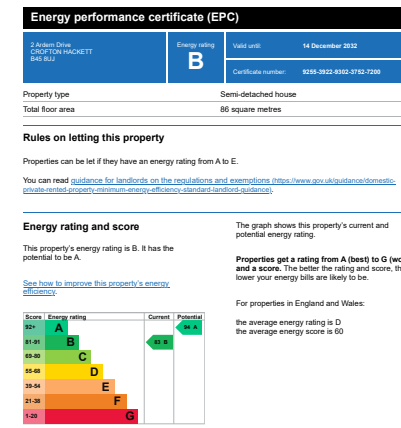 Energy performance certificate (EPC)
2 Ardern Drive
CROFTON HACKETT
B45 8UJ
Energy rating
B
Valid until: 14 December 2032
Certificate number: 9255-3922-9302-3752-7200
Property type Semi-detached house
Total floor area 86 square metres
Rules on letting this property
Properties can be let if they have an energy rating from A to E.
You can read guidance for landlords on the regulations and exemptions (https://www.gov.uk/guidance/domestic-
private-rented-property-minimum-energy-efficiency-standard-landlord-guidance).
Energy rating and score
This property's energy rating is B. It has the
potential to be A.
See how to improve this property's energy
efficiency.
Score Energy rating Current Potential
92+ A 94 A
81-91 B 83 B
69-80 C
55-68 D
39-54 E
21-38 F
1-20 G
The graph shows this property's current and
potential energy rating.
Properties get a rating from A (best) to G (wo
and a score. The better the rating and score, th
lower your energy bills are likely to be.
For properties in England and Wales:
the average energy rating is D
the average energy score is 60